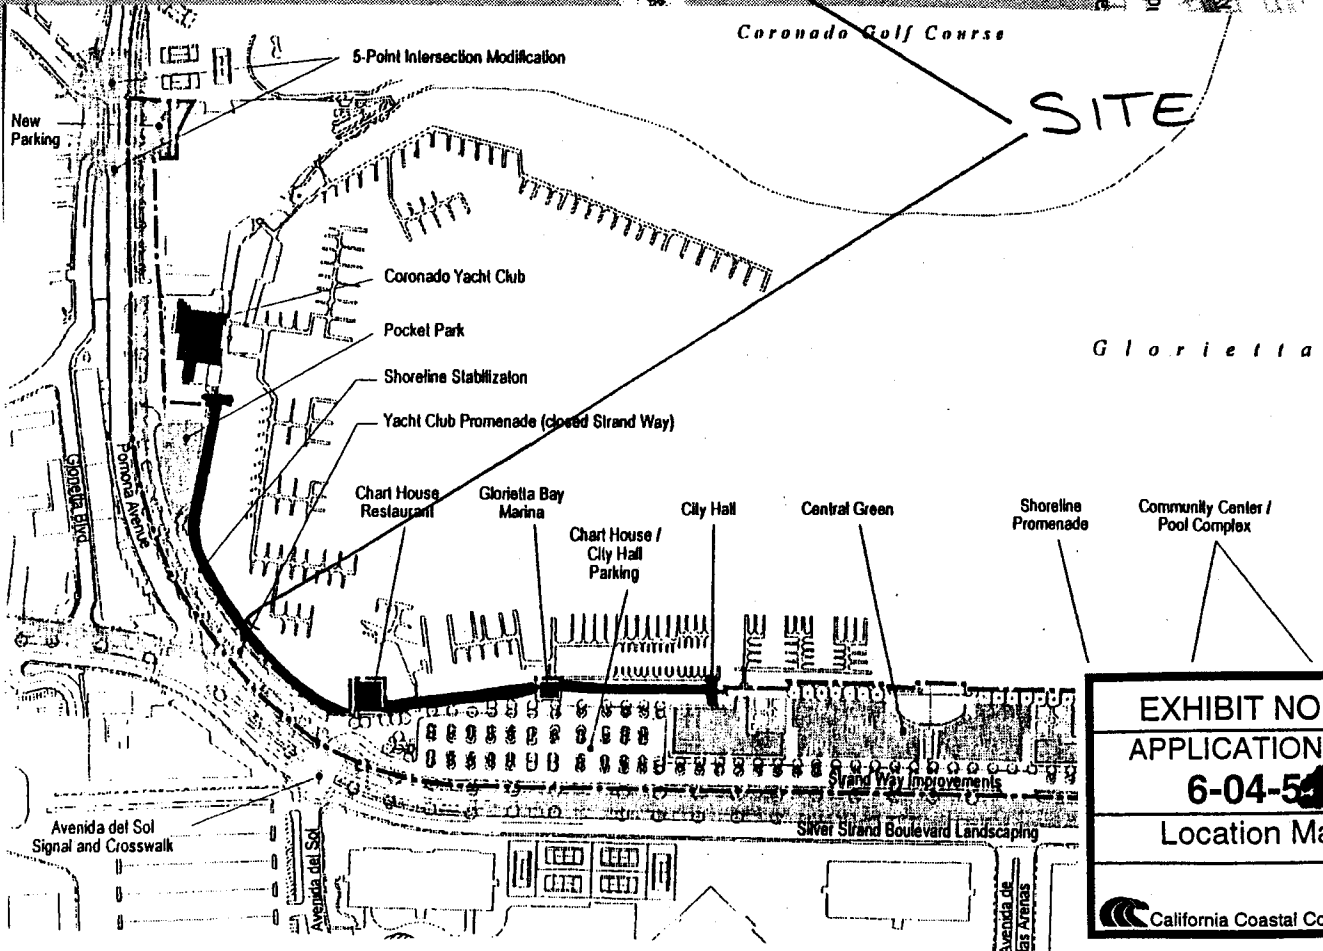 Coronado Golf Course
5-Point Intersection Modification
SITE
New
Parking
Coronado Yacht Club
Pocket Park
Glorietta
Shoreline Stabilizaton
Yacht Club Promenade (closed Strand Way)
Glorietta Blvd
Pomona Avenue
Chart House
Restaurant
Glorietta Bay
Marina
Chart House /
City Hall
Parking
City Hall
Central Green
Shoreline
Promenade
Community Center /
Pool Complex
EXHIBIT NO
APPLICATION
6-04-5
Location Ma
California Coastal Co
Strand Way Improvements
Silver Strand Boulevard Landscaping
Avenida del Sol
Signal and Crosswalk
Avenida del Sol
Avenida de
las Arenas